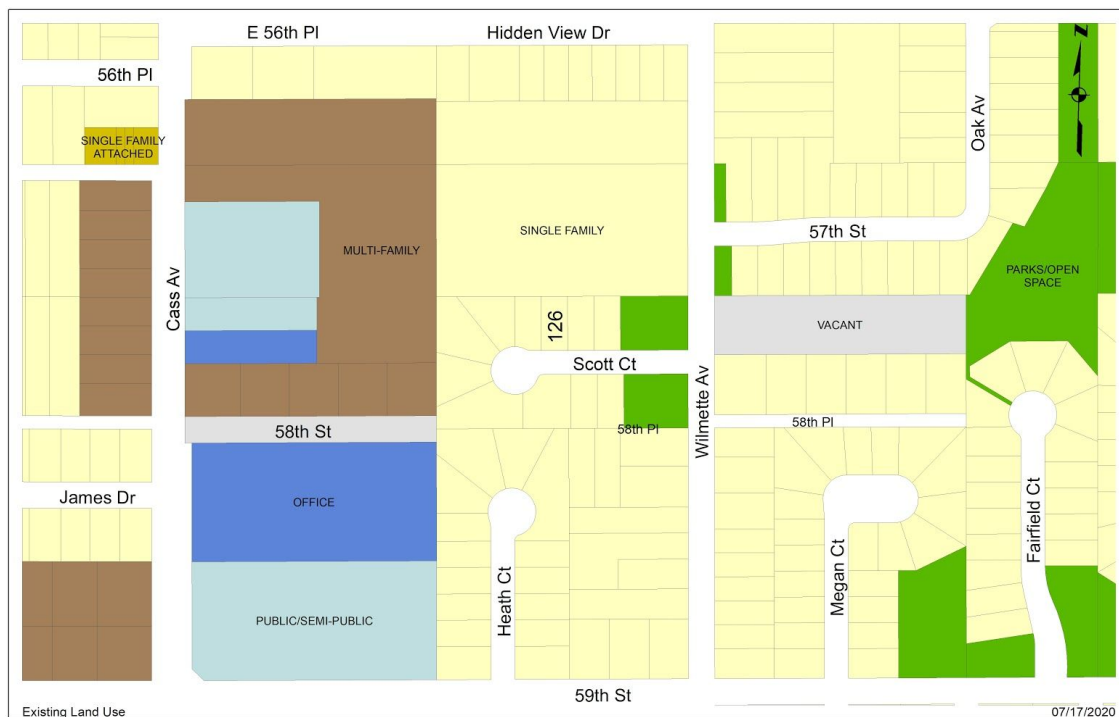 E 56th Pl
Hidden View Dr
56th Pl
Z
SINGLE FAMILY
ATTACHED
Oak Av
57th St
MULTI-FAMILY
SINGLE FAMILY
PARKS/OPEN
SPACE
Cass Av
126
VACANT
Scott Ct
Wilmette Av
58th St
58th Pl
58th Pl
James Dr
OFFICE
Heath Ct
Megan Ct
Fairfield Ct
PUBLIC/SEMI-PUBLIC
59th St
Existing Land Use
07/17/2020